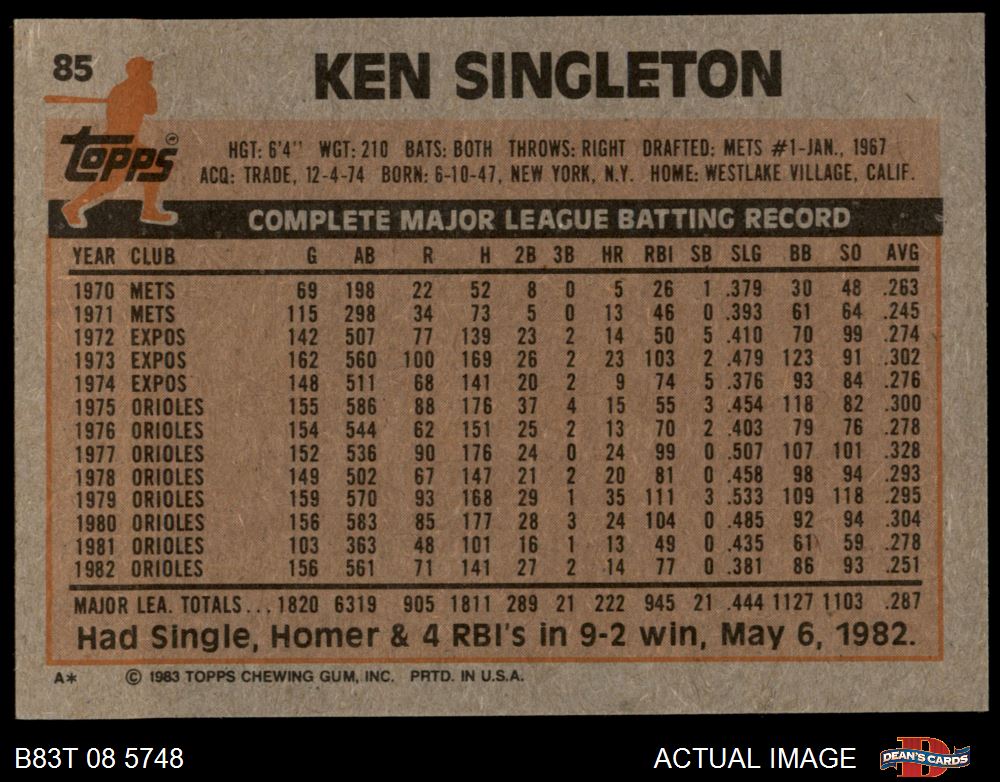 85
KEN SINGLETON
topps
HGT: 6'4" WGT: 210 BATS: BOTH THROWS: RIGHT DRAFTED: METS #1-JAN., 1967
ACQ: TRADE, 12-4-74 BORN: 6-10-47, NEW YORK, N.Y. HOME: WESTLAKE VILLAGE, CALIF.
COMPLETE MAJOR LEAGUE BATTING RECORD
YEAR CLUB G AB R H 2B 3B HR RBI SB SLG BB SO AVG
1970 METS 69 198 22 52 8 0 5 26 1 .379 30 48 .263
1971 METS 115 298 34 73 5 0 13 46 0 .393 61 64 .245
1972 EXPOS 142 507 77 139 23 2 14 50 5 .410 70 99 .274
1973 EXPOS 162 560 100 169 26 2 23 103 2 .479 123 91 .302
1974 EXPOS 148 511 68 141 20 2 9 74 5 .376 93 84 .276
1975 ORIOLES 155 586 88 176 37 4 15 55 3 .454 118 82 .300
1976 ORIOLES 154 544 62 151 25 2 13 70 2 .403 79 76 .278
1977 ORIOLES 152 536 90 176 24 0 24 99 0 .507 107 101 .328
1978 ORIOLES 149 502 67 147 21 2 20 81 0 .458 98 94 .293
1979 ORIOLES 159 570 93 168 29 1 35 111 3 .533 109 118 .295
1980 ORIOLES 156 583 85 177 28 3 24 104 0 .485 92 94 .304
1981 ORIOLES 103 363 48 101 16 1 13 49 0 .435 61 59 .278
1982 ORIOLES 156 561 71 141 27 2 14 77 0 .381 86 93 .251
MAJOR LEA. TOTALS... 1820 6319 905 1811 289 21 222 945 21 .444 1127 1103 .287
Had Single, Homer & 4 RBI's in 9-2 win, May 6, 1982.
A* © 1983 TOPPS CHEWING GUM, INC. PRTD. IN U.S.A.
B83T 08 5748 ACTUAL IMAGE DEAN'S CARDS